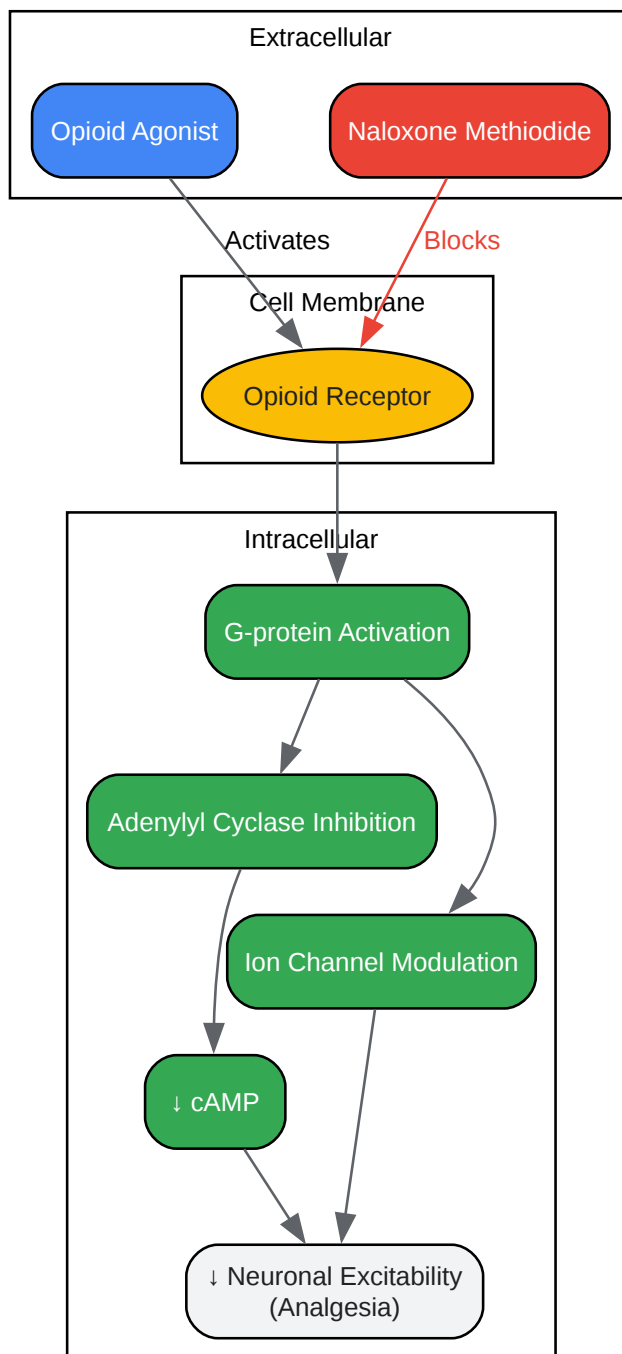 Extracellular
Opioid Agonist
Naloxone Methiodide
Activates
Blocks
Cell Membrane
Opioid Receptor
Intracellular
G-protein Activation
Adenylyl Cyclase Inhibition
Ion Channel Modulation
↓ cAMP
↓ Neuronal Excitability
(Analgesia)